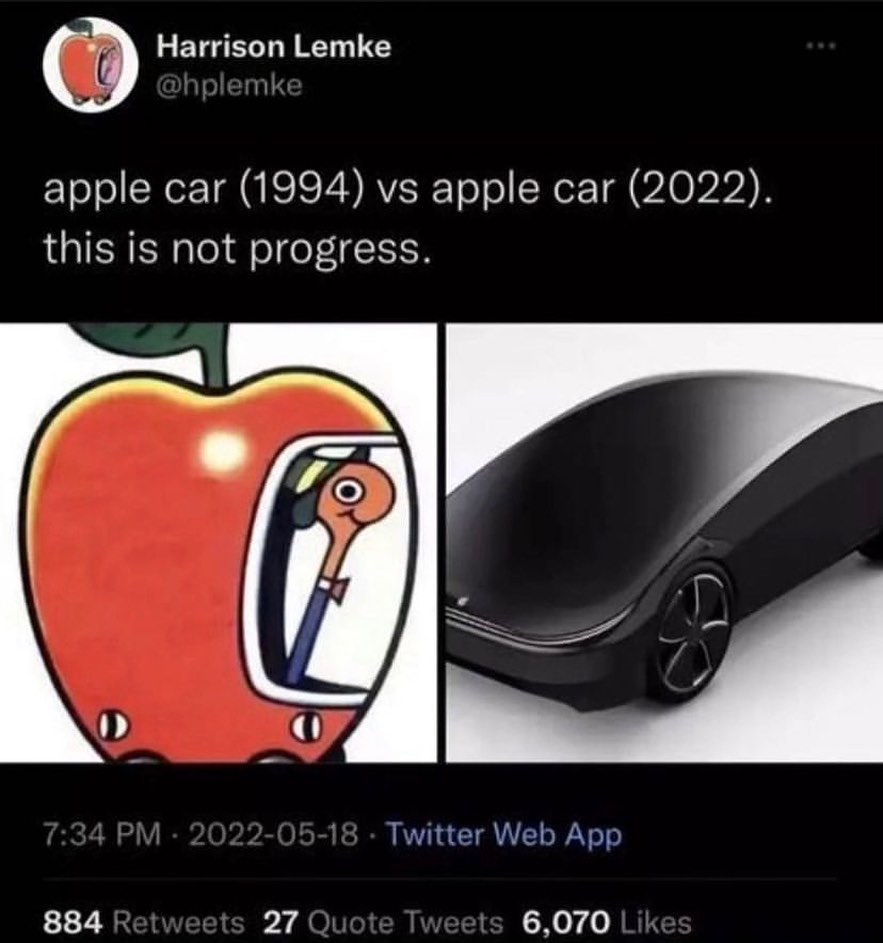 Harrison Lemke
@hplemke
apple car (1994) vs apple car (2022).
this is not progress.
7:34 PM · 2022-05-18 · Twitter Web App
884 Retweets 27 Quote Tweets 6,070 Likes